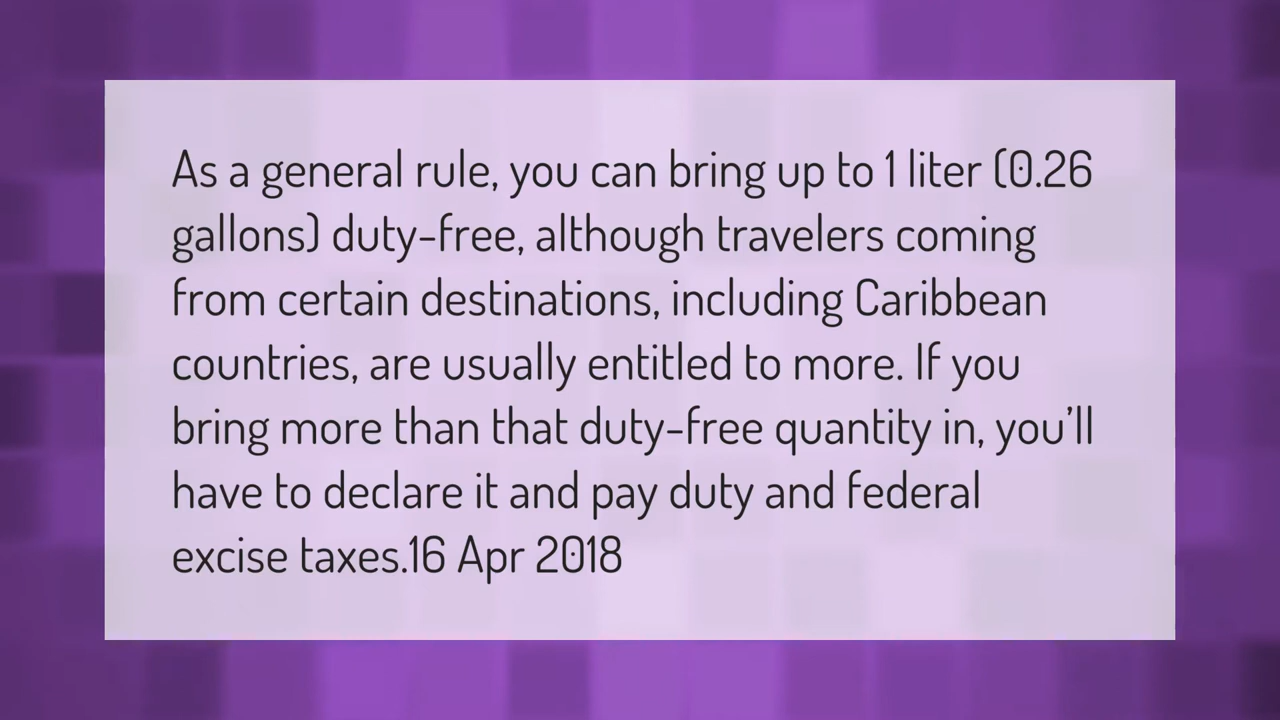 As a general rule, you can bring up to 1 liter (0.26
gallons) duty-free, although travelers coming
from certain destinations, including Caribbean
countries, are usually entitled to more. If you
bring more than that duty-free quantity in, you’ll
have to declare it and pay duty and federal
excise taxes.16 Apr 2018